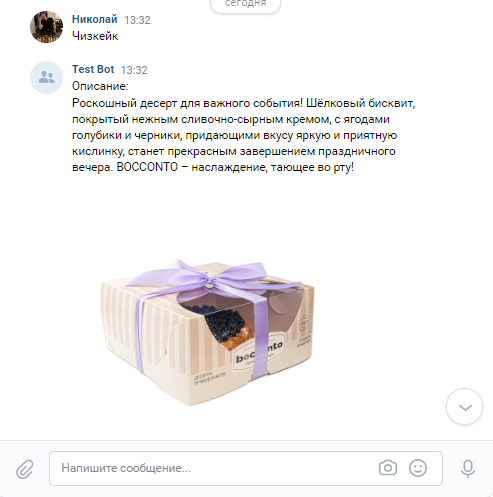 сегодня
Николай 13:32
Чизкейк
Test Bot 13:32
Описание:
Роскошный десерт для важного события! Шёлковый бисквит,
покрытый нежным сливочно-сырным кремом, с ягодами
голубики и черники, придающими вкусу яркую и приятную
кислинку, станет прекрасным завершением праздничного
вечера. BOCCONTO – наслаждение, тающее во рту!
bocconto
Напишите сообщение...